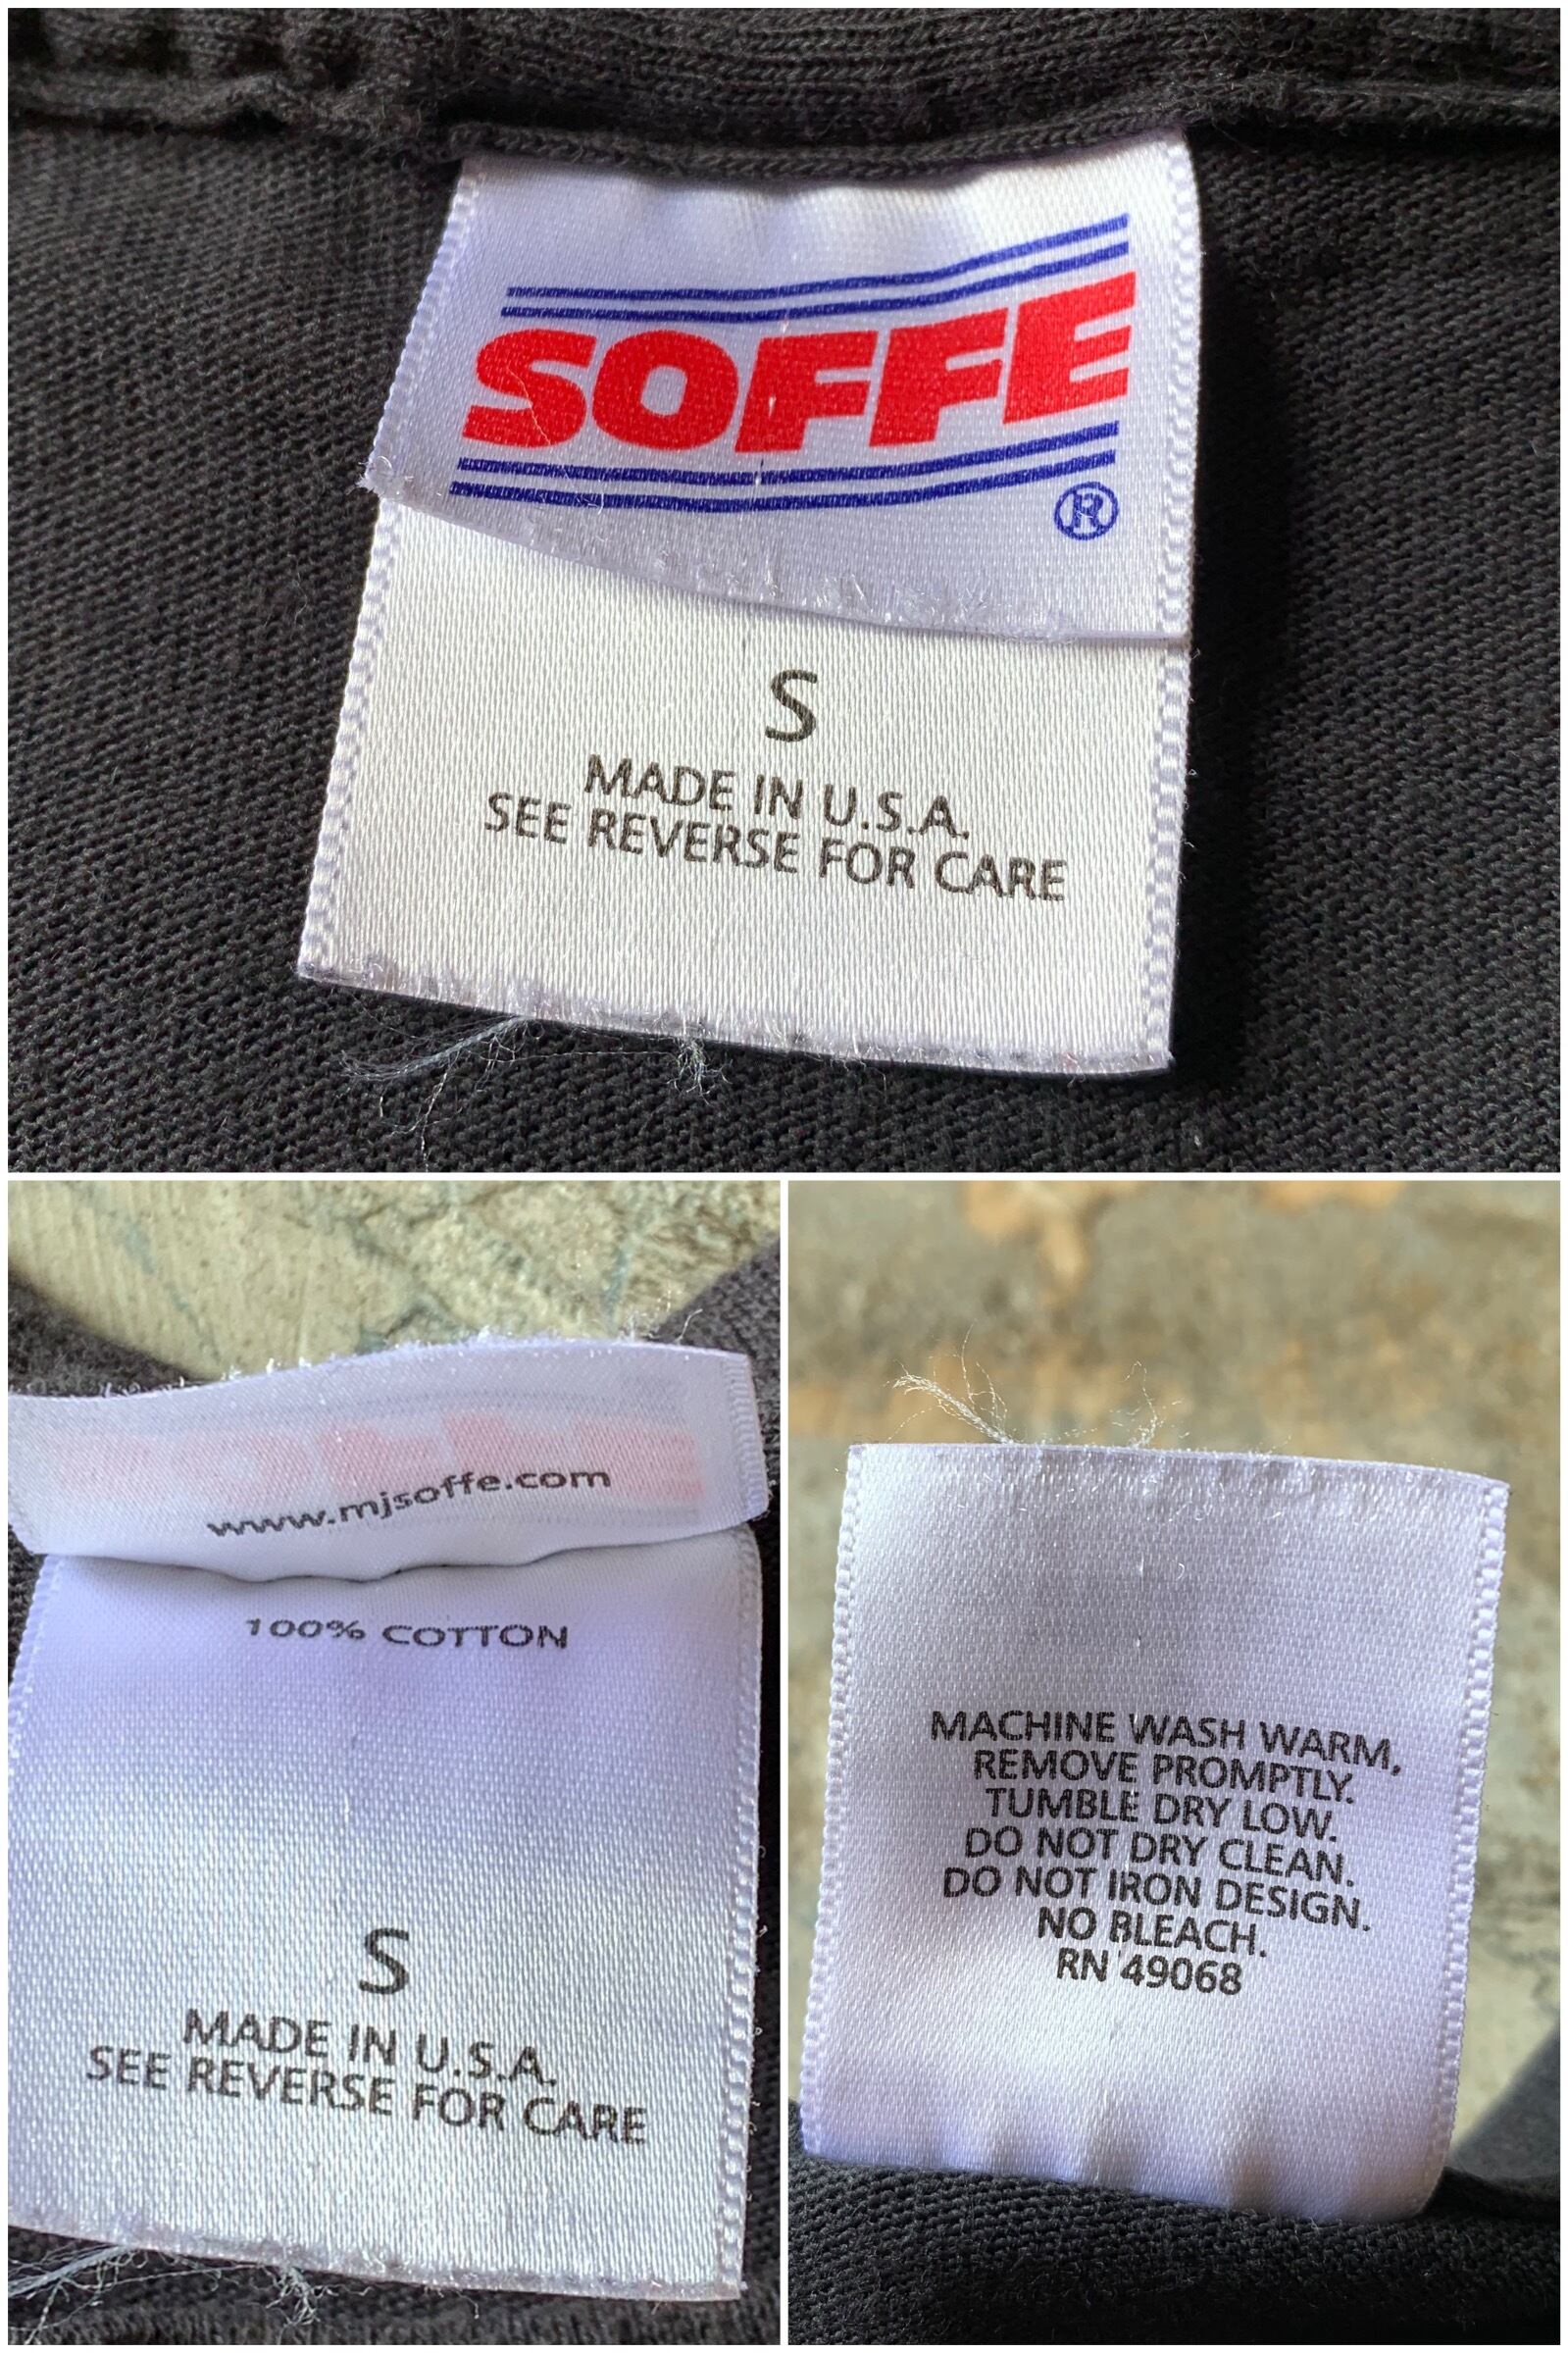 SOFFE
®
S
MADE IN U.S.A.
SEE REVERSE FOR CARE
www.mjsoffe.com
100% COTTON
S
MADE IN U.S.A.
SEE REVERSE FOR CARE
MACHINE WASH WARM,
REMOVE PROMPTLY.
TUMBLE DRY LOW.
DO NOT DRY CLEAN.
DO NOT IRON DESIGN.
NO BLEACH.
RN 49068